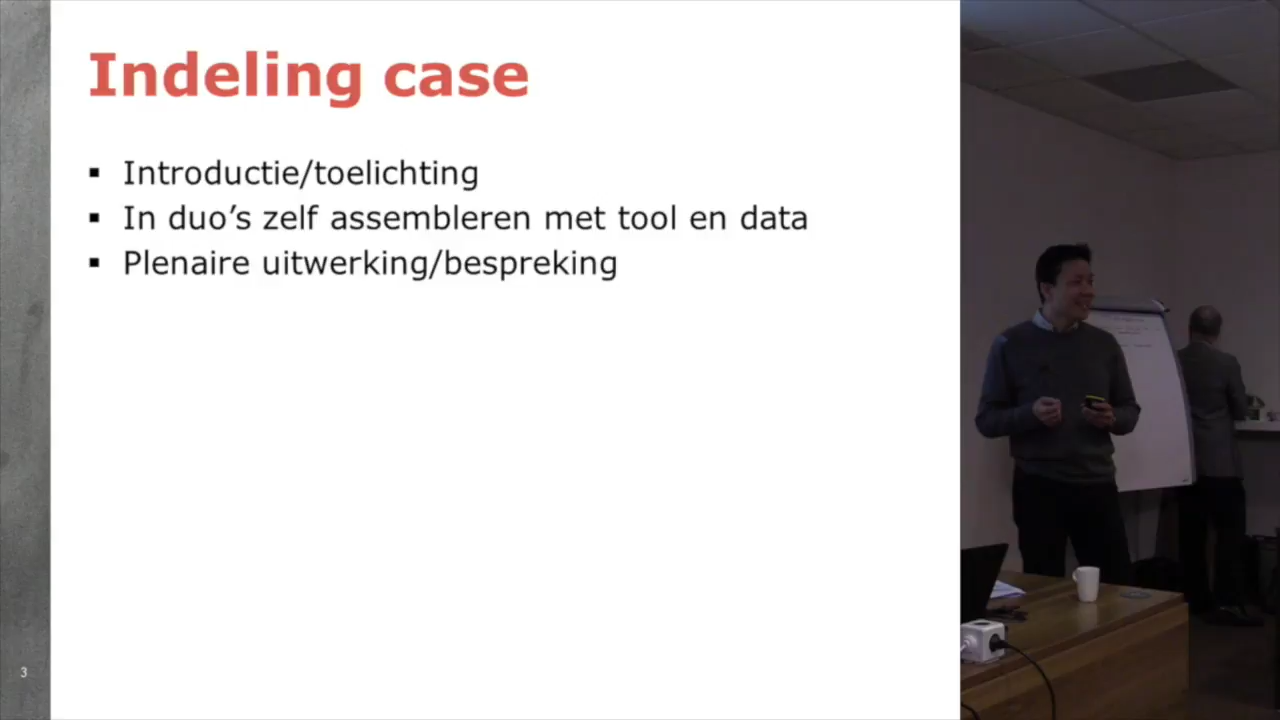 Indeling case
▪ Introductie/toelichting
▪ In duo’s zelf assembleren met tool en data
▪ Plenaire uitwerking/bespreking
3